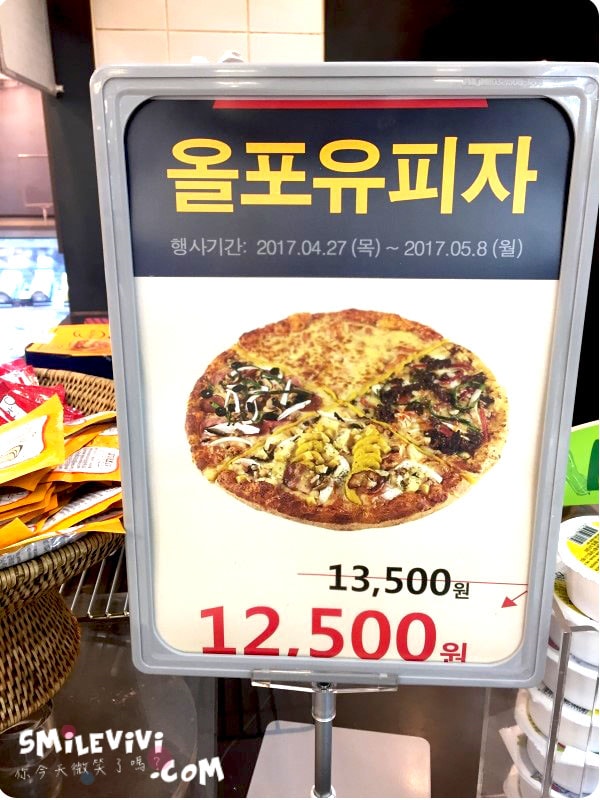 올포유피자
행사기간: 2017.04.27 (목) ~ 2017.05.8 (월)
13,500원
12,500원
SMILEVIVI
你今天微笑了嗎?
.COM